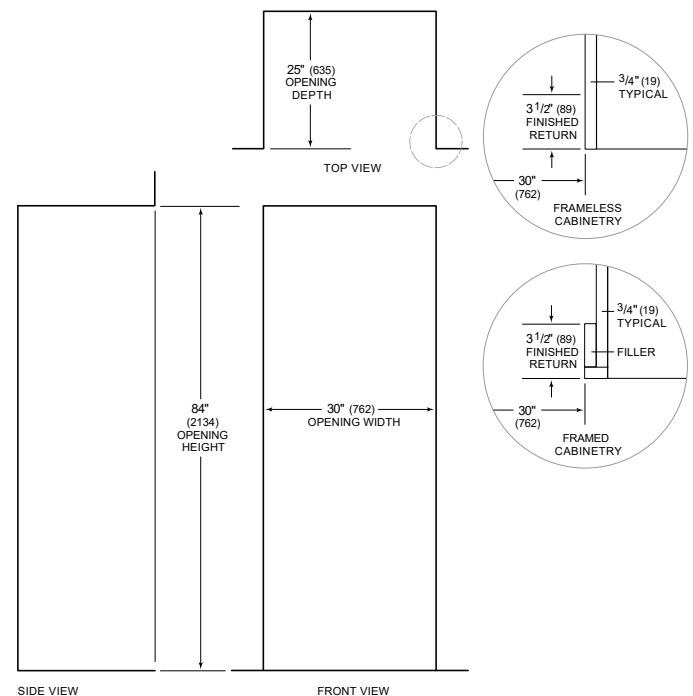 25" (635)
OPENING
DEPTH
TOP VIEW
3/4" (19)
TYPICAL
3 1/2" (89)
FINISHED
RETURN
30"
(762)
FRAMELESS
CABINETRY
84"
(2134)
OPENING
HEIGHT
30" (762)
OPENING WIDTH
3/4" (19)
TYPICAL
3 1/2" (89)
FINISHED
RETURN
FILLER
30"
(762)
FRAMED
CABINETRY
SIDE VIEW
FRONT VIEW